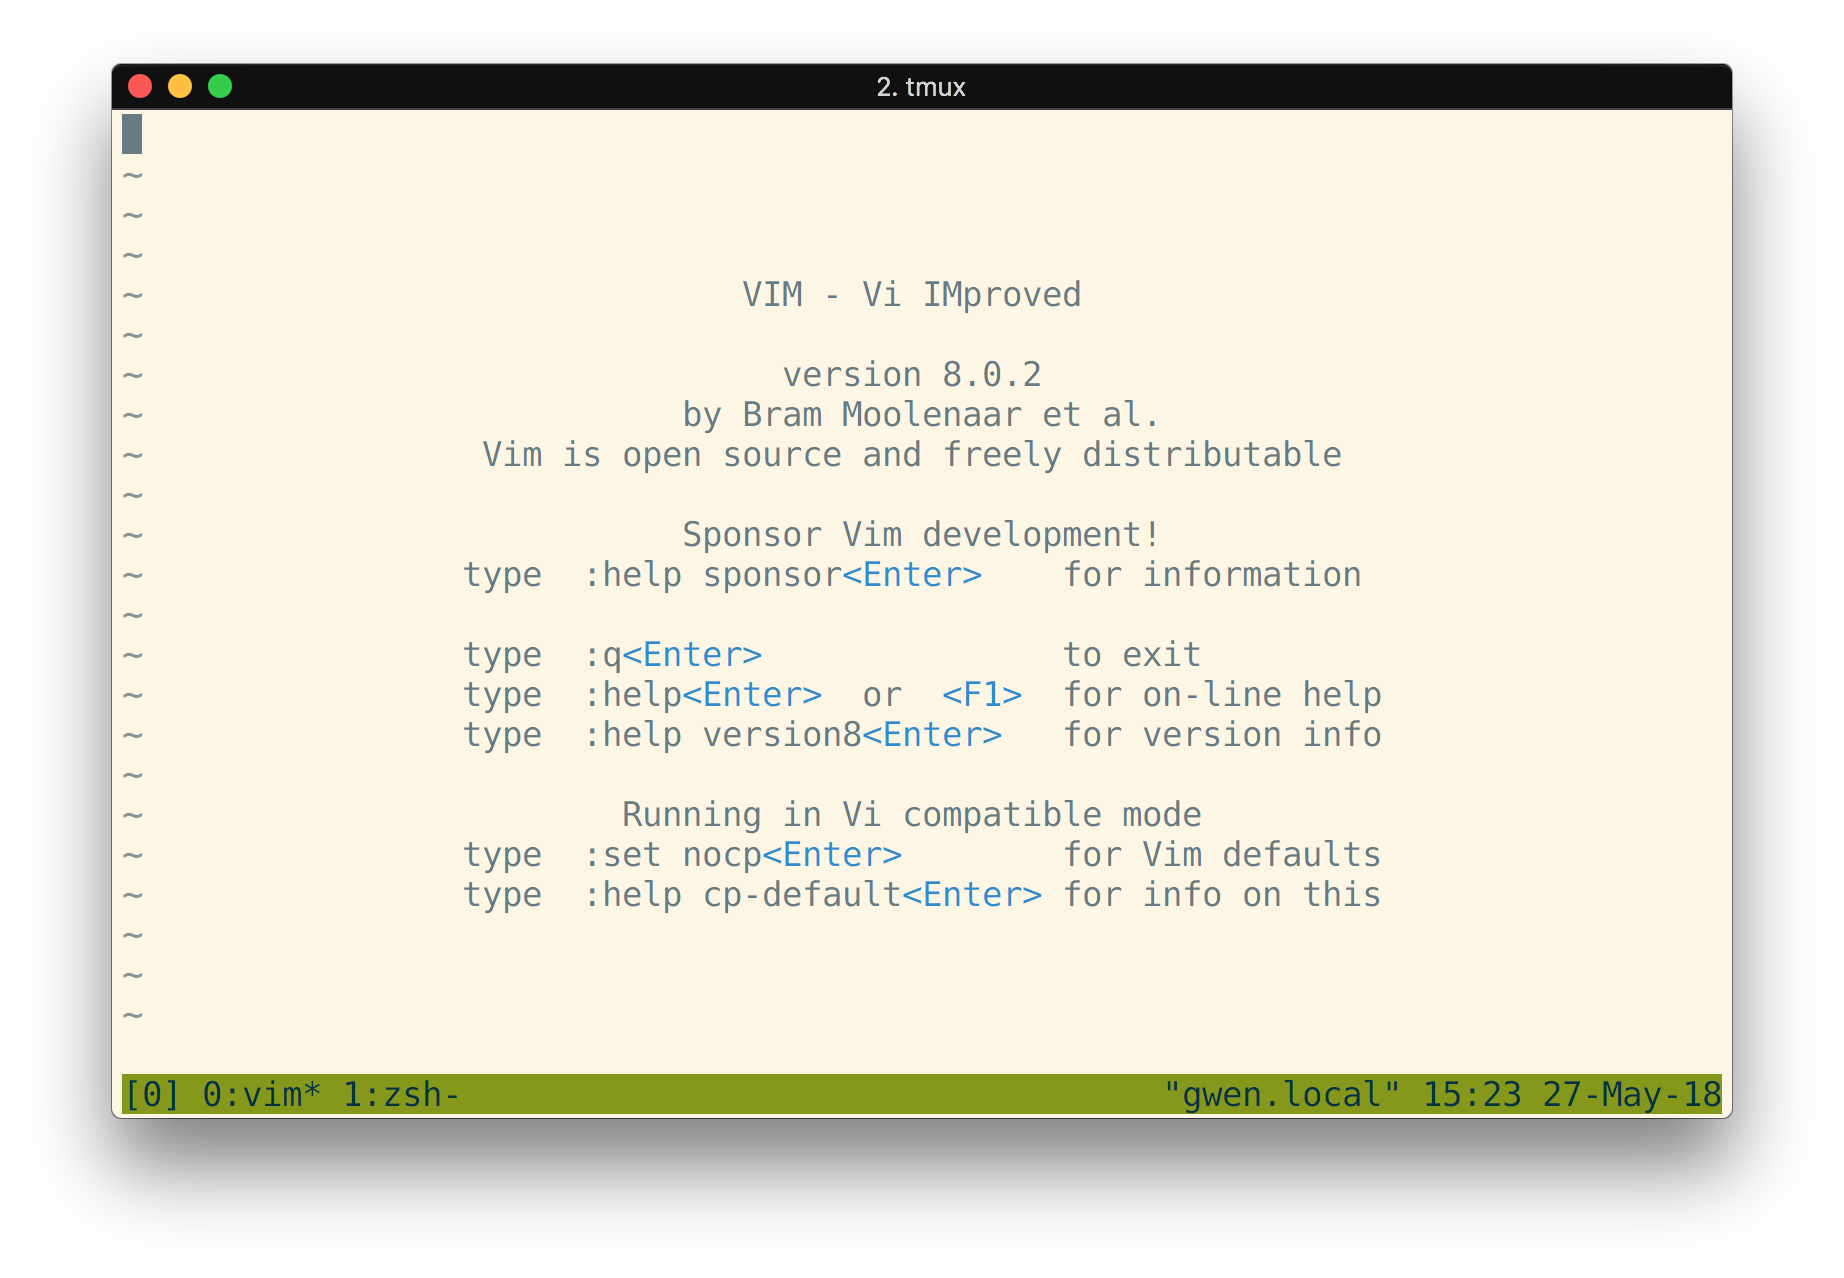 2. tmux
~
~
~
~ VIM - Vi IMproved
~
~ version 8.0.2
~ by Bram Moolenaar et al.
~ Vim is open source and freely distributable
~
~ Sponsor Vim development!
~ type  :help sponsor<Enter>    for information
~
~ type  :q<Enter>               to exit
~ type  :help<Enter>  or  <F1>  for on-line help
~ type  :help version8<Enter>   for version info
~
~ Running in Vi compatible mode
~ type  :set nocp<Enter>        for Vim defaults
~ type  :help cp-default<Enter> for info on this
~
~
~
[0] 0:vim* 1:zsh- "gwen.local" 15:23 27-May-18